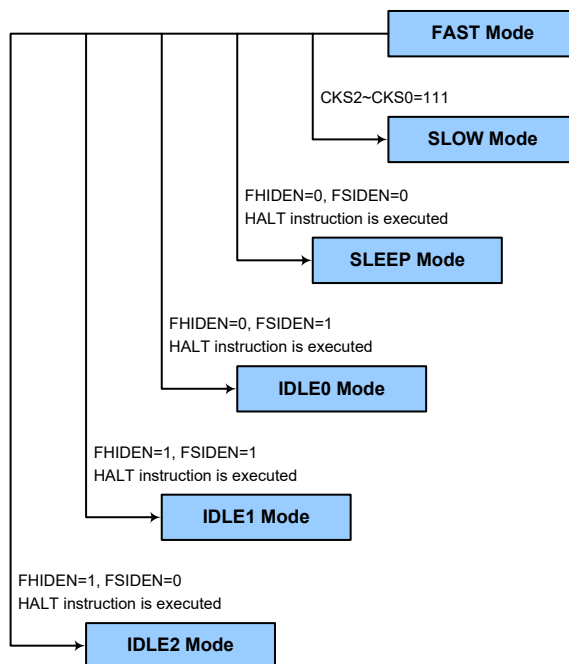 FAST Mode
CKS2~CKS0=111
SLOW Mode
FHIDEN=0, FSIDEN=0
HALT instruction is executed
SLEEP Mode
FHIDEN=0, FSIDEN=1
HALT instruction is executed
IDLE0 Mode
FHIDEN=1, FSIDEN=1
HALT instruction is executed
IDLE1 Mode
FHIDEN=1, FSIDEN=0
HALT instruction is executed
IDLE2 Mode